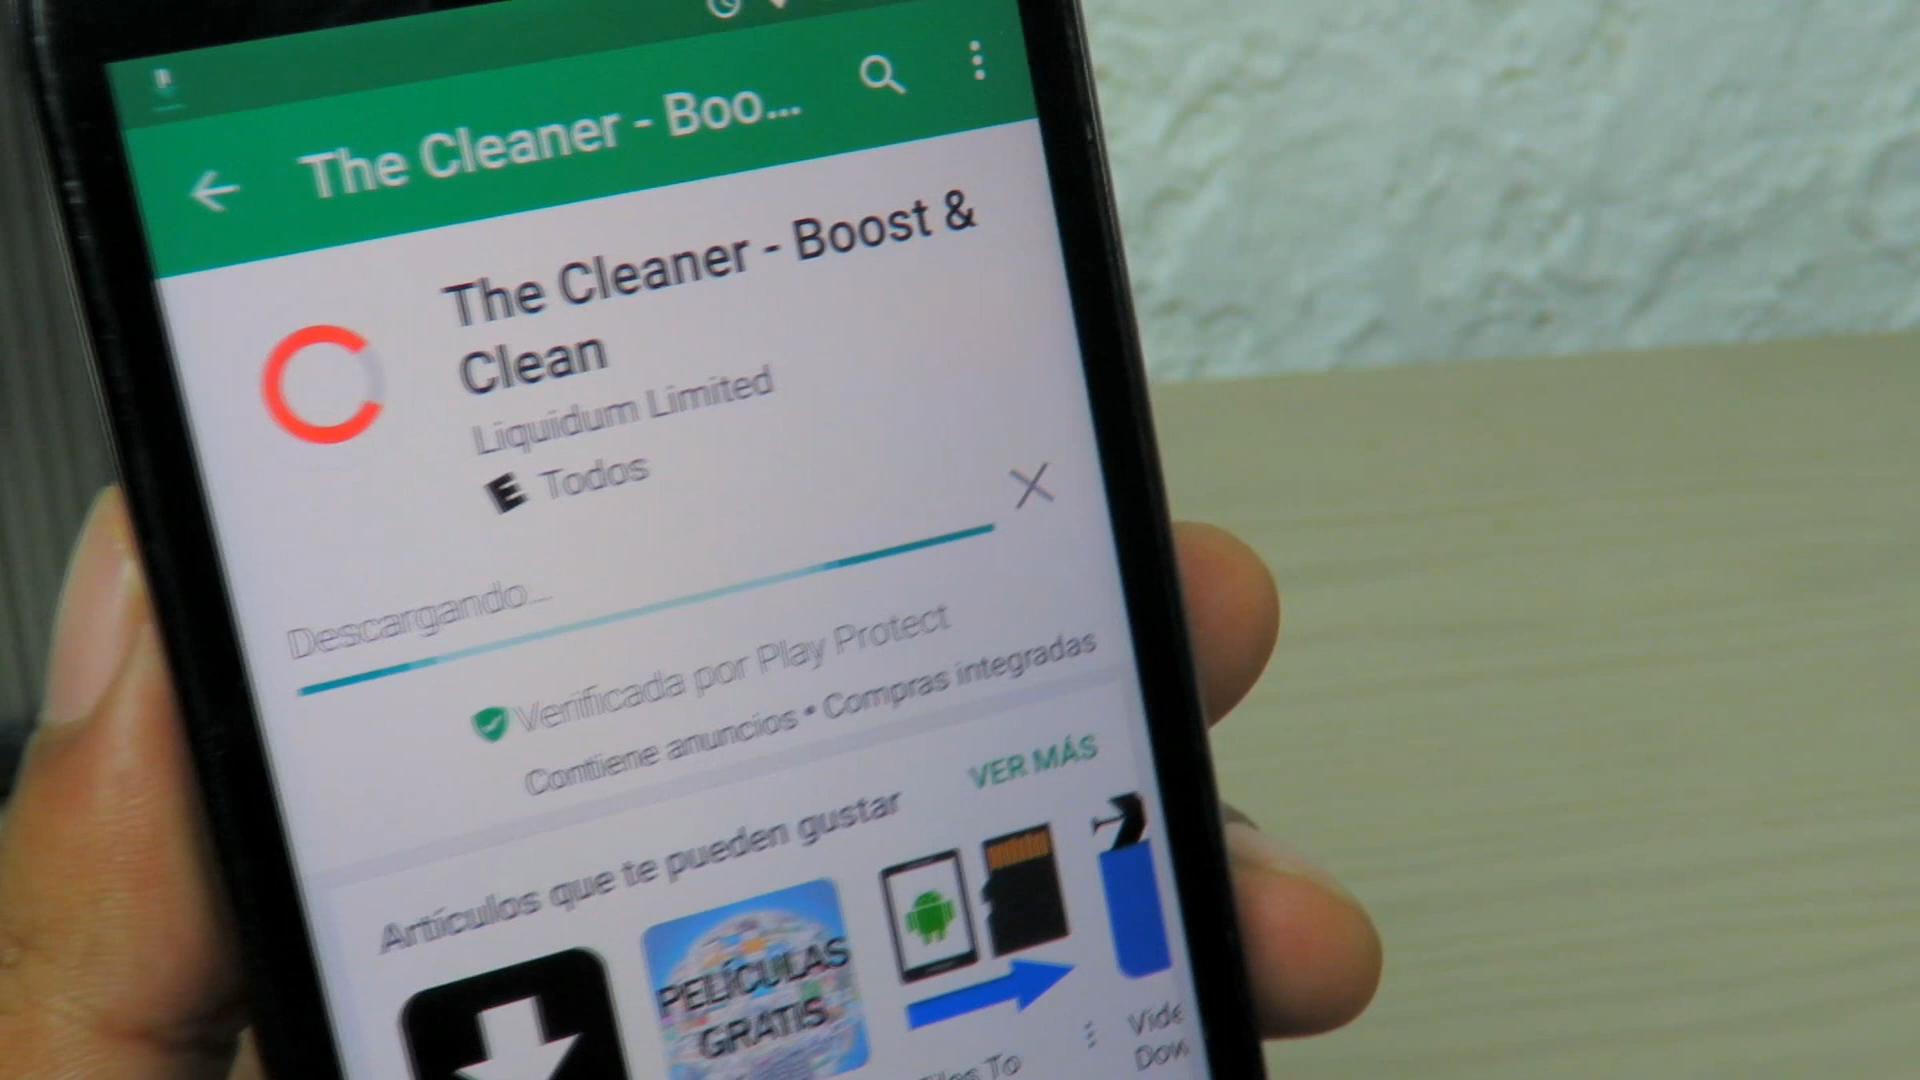 The Cleaner - Boo...
The Cleaner - Boost &
Clean
Liquidum Limited
E Todos
Descargando...
Verificada por Play Protect
Contiene anuncios • Compras integradas
VER MÁS
Artículos que te pueden gustar
PELÍCULAS
GRATIS
To